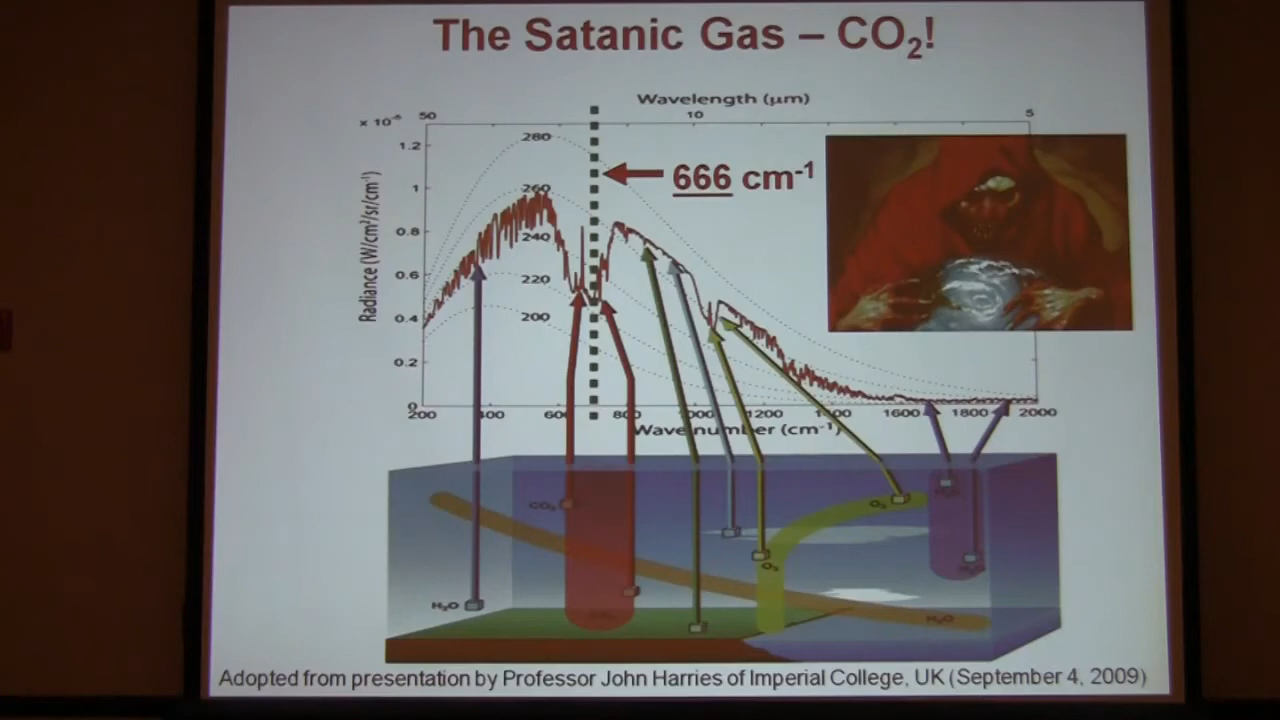 The Satanic Gas – CO₂!
Wavelength (μm)
50 10 5
x 10⁻⁵
280
1.2
666 cm⁻¹
1
260
0.8
240
0.6
220
0.4
200
0.2
0
Radiance (W/cm²/sr/cm⁻¹)
200 400 600 800 1000 1200 1400 1600 1800 2000
Wave number (cm⁻¹)
CO₂
O₃
O₃
H₂O
H₂O
Adopted from presentation by Professor John Harries of Imperial College, UK (September 4, 2009)